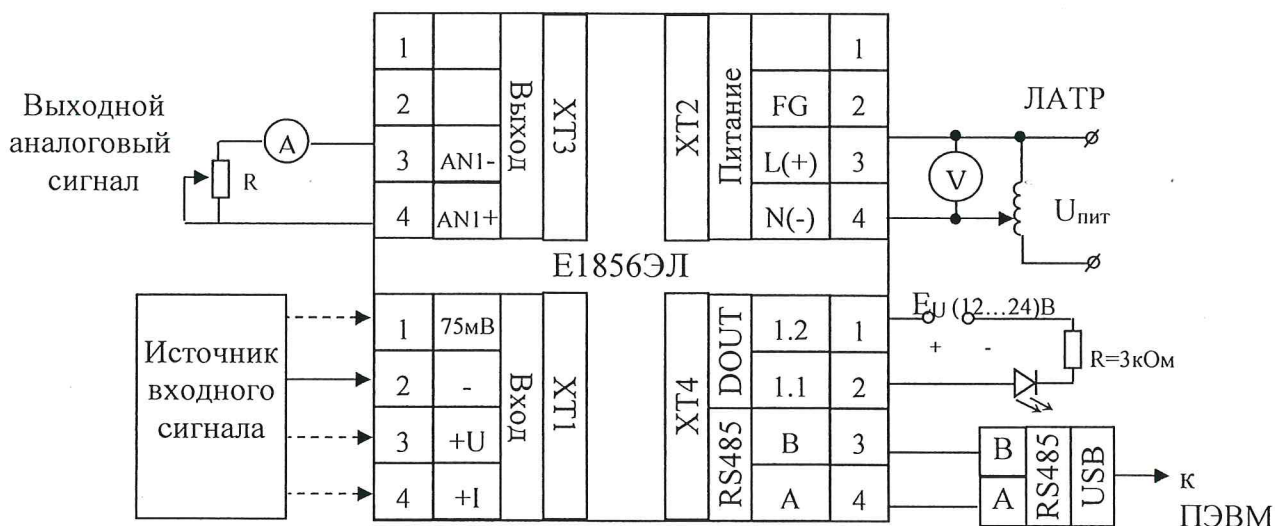 Выходной
аналоговый
сигнал
A
R
1
2
3 AN1-
4 AN1+
Выход
XT3
XT2
Питание
1
FG 2
L(+) 3
N(-) 4
ЛАТР
V
Uпит
Е1856ЭЛ
Источник
входного
сигнала
1 75мВ
2 -
3 +U
4 +I
Вход
XT1
XT4
DOUT
RS485
1.2 1
1.1 2
B 3
A 4
EU (12...24)В
+ -
R=3кОм
B
A
RS485
USB
к
ПЭВМ